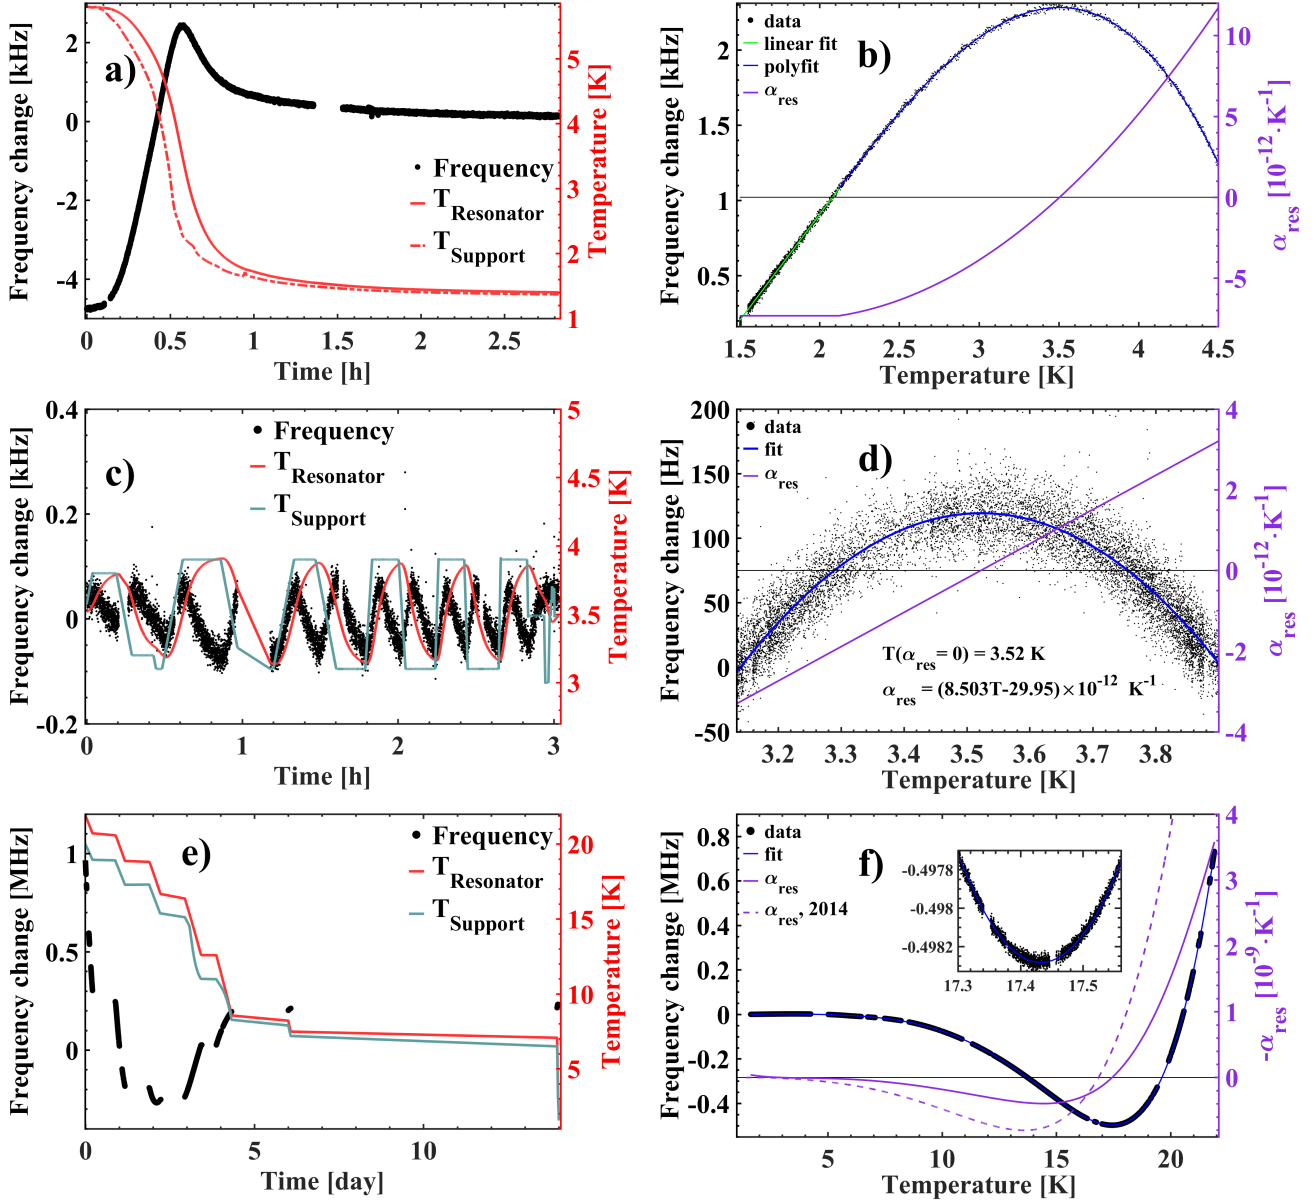 a)
Frequency change [kHz]
2
0
-2
-4
0
0.5
1
1.5
2
2.5
Time [h]
5
4
3
2
1
Temperature [K]
Frequency
T_Resonator
T_Support
b)
Frequency change [kHz]
2
1.5
1
0.5
1.5
2
2.5
3
3.5
4
4.5
Temperature [K]
10
5
0
-5
α_res [10^-12·K^-1]
data
linear fit
polyfit
α_res
c)
Frequency change [kHz]
0.4
0.2
0
-0.2
0
1
2
3
Time [h]
5
4.5
4
3.5
3
Temperature [K]
Frequency
T_Resonator
T_Support
d)
Frequency change [Hz]
200
150
100
50
0
-50
3.2
3.3
3.4
3.5
3.6
3.7
3.8
Temperature [K]
4
2
0
-2
-4
α_res [10^-12·K^-1]
data
fit
α_res
T(α_res = 0) = 3.52 K
α_res = (8.503T-29.95)×10^-12 K^-1
e)
Frequency change [MHz]
1
0.5
0
0
5
10
Time [day]
20
15
10
5
Temperature [K]
Frequency
T_Resonator
T_Support
f)
Frequency change [MHz]
0.8
0.6
0.4
0.2
0
-0.2
-0.4
5
10
15
20
Temperature [K]
4
3
2
1
0
-α_res [10^-9·K^-1]
data
fit
α_res
α_res, 2014
-0.4978
-0.498
-0.4982
17.3
17.4
17.5